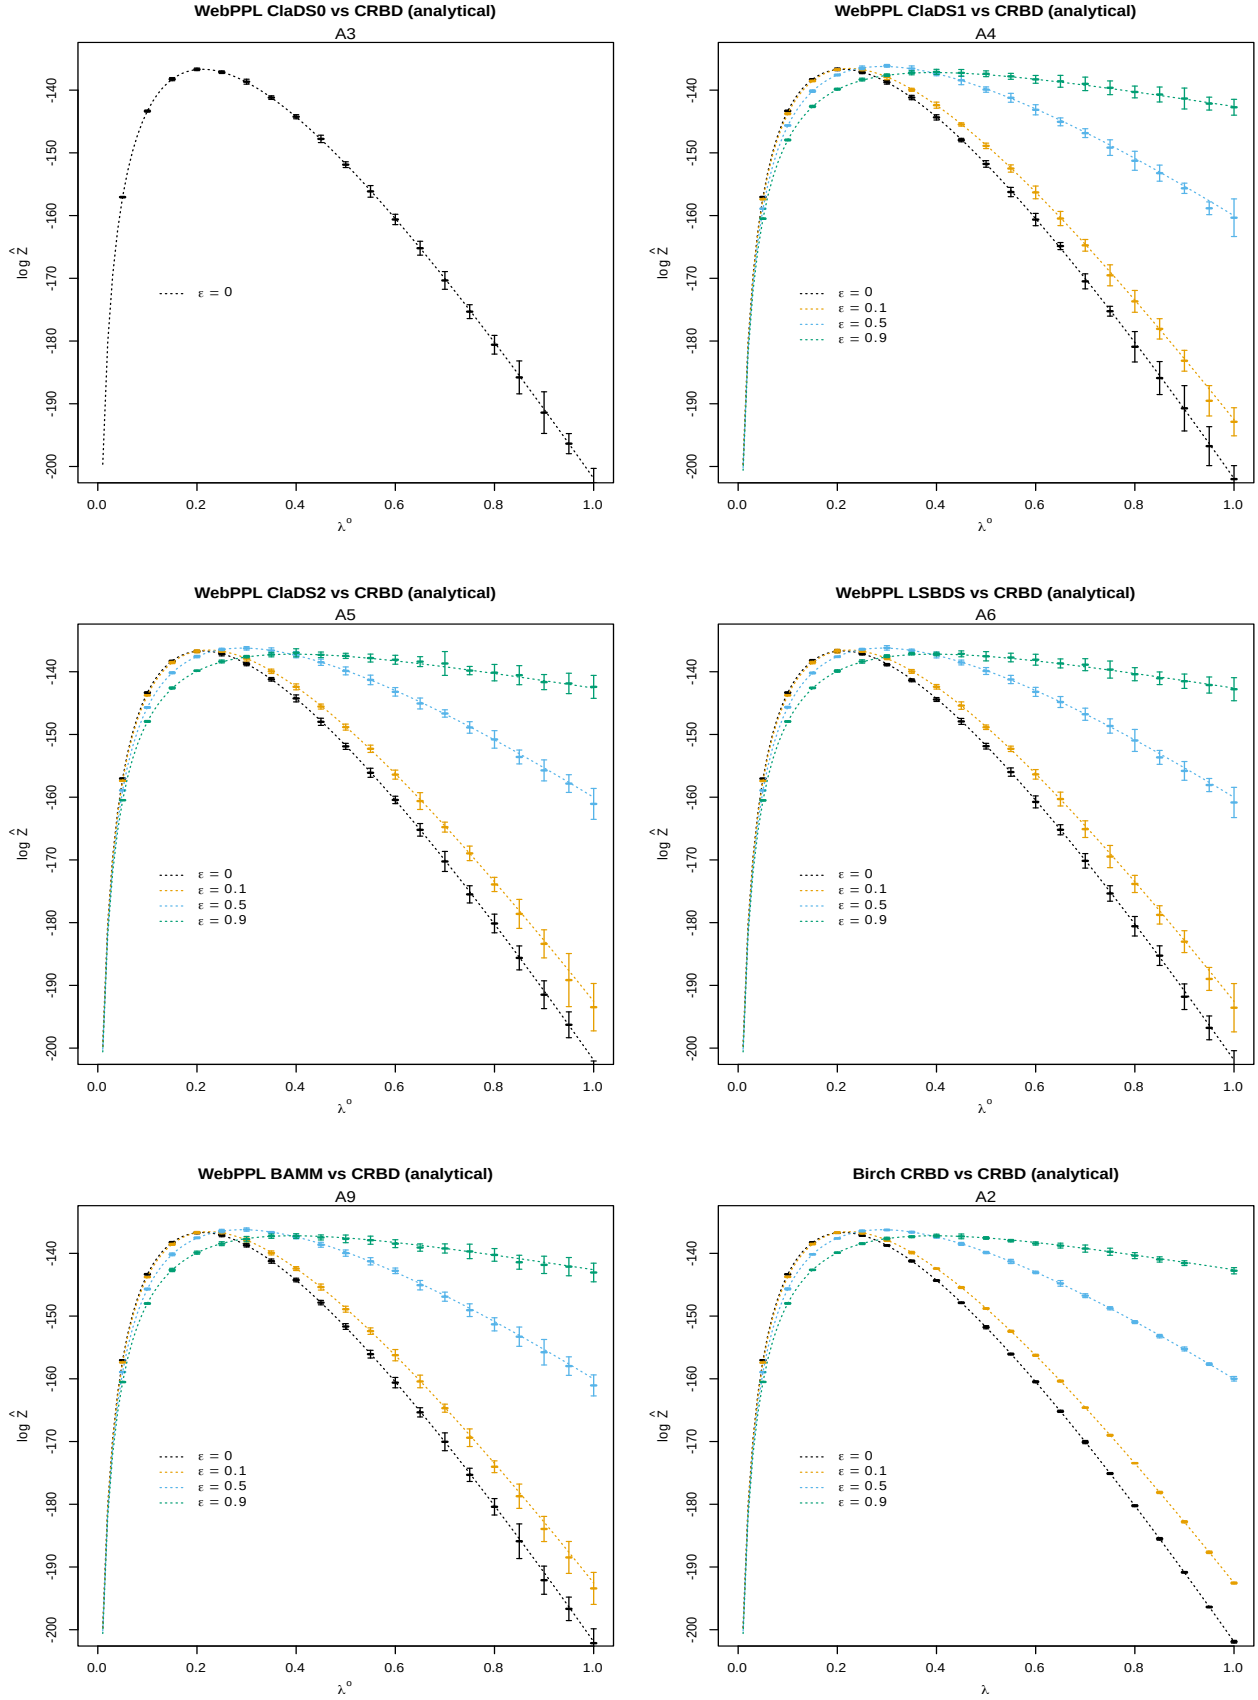 WebPPL ClaDS0 vs CRBD (analytical)
A3
-140
-150
-160
-170
-180
-190
-200
log Ẑ
ε = 0
0.0 0.2 0.4 0.6 0.8 1.0
λ°
WebPPL ClaDS1 vs CRBD (analytical)
A4
-140
-150
-160
-170
-180
-190
-200
log Ẑ
ε = 0
ε = 0.1
ε = 0.5
ε = 0.9
0.0 0.2 0.4 0.6 0.8 1.0
λ°
WebPPL ClaDS2 vs CRBD (analytical)
A5
-140
-150
-160
-170
-180
-190
-200
log Ẑ
ε = 0
ε = 0.1
ε = 0.5
ε = 0.9
0.0 0.2 0.4 0.6 0.8 1.0
λ°
WebPPL LSBDS vs CRBD (analytical)
A6
-140
-150
-160
-170
-180
-190
-200
log Ẑ
ε = 0
ε = 0.1
ε = 0.5
ε = 0.9
0.0 0.2 0.4 0.6 0.8 1.0
λ°
WebPPL BAMM vs CRBD (analytical)
A9
-140
-150
-160
-170
-180
-190
-200
log Ẑ
ε = 0
ε = 0.1
ε = 0.5
ε = 0.9
0.0 0.2 0.4 0.6 0.8 1.0
λ°
Birch CRBD vs CRBD (analytical)
A2
-140
-150
-160
-170
-180
-190
-200
log Ẑ
ε = 0
ε = 0.1
ε = 0.5
ε = 0.9
0.0 0.2 0.4 0.6 0.8 1.0
λ